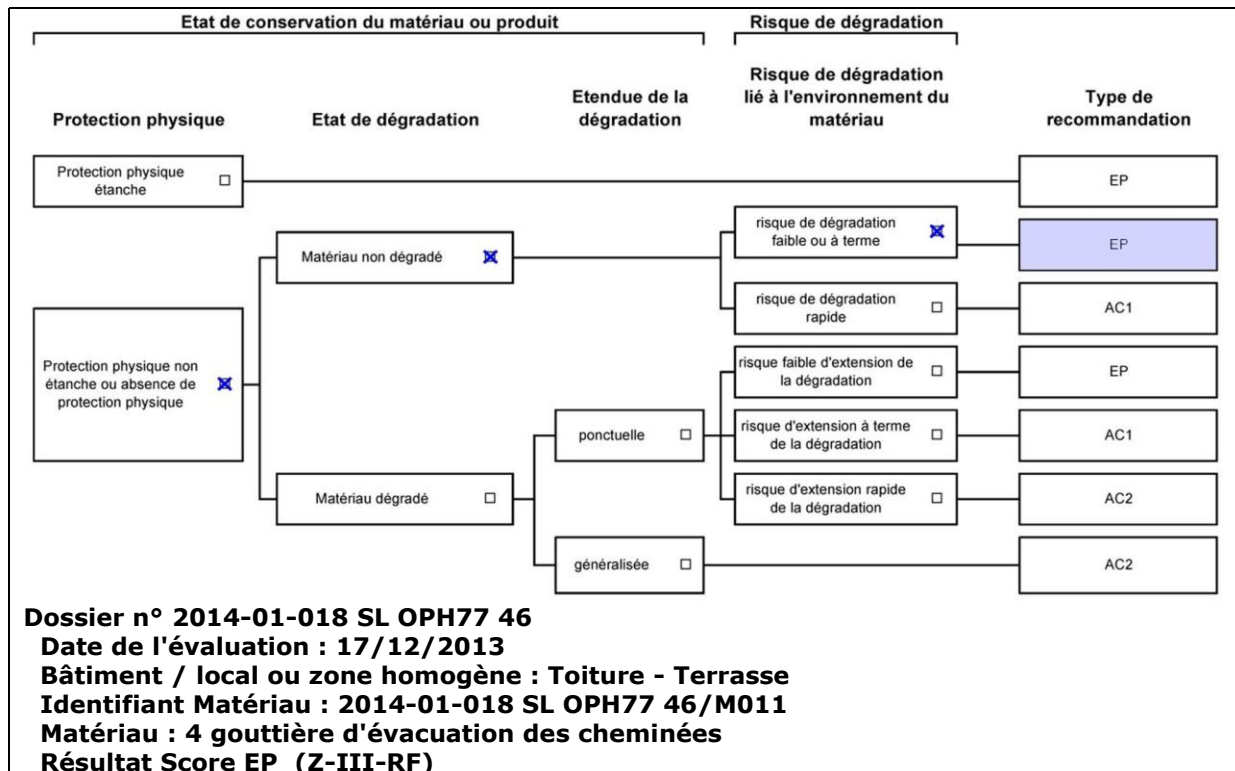 Etat de conservation du matériau ou produit
Risque de dégradation
Protection physique
Etat de dégradation
Etendue de la
dégradation
Risque de dégradation
lié à l'environnement du
matériau
Type de
recommandation
Protection physique
étanche
EP
risque de dégradation
faible ou à terme
EP
Matériau non dégradé
risque de dégradation
rapide
AC1
Protection physique non
étanche ou absence de
protection physique
risque faible d'extension de
la dégradation
EP
ponctuelle
risque d'extension à terme
de la dégradation
AC1
Matériau dégradé
risque d'extension rapide
de la dégradation
AC2
généralisée
AC2
Dossier n° 2014-01-018 SL OPH77 46
Date de l'évaluation : 17/12/2013
Bâtiment / local ou zone homogène : Toiture - Terrasse
Identifiant Matériau : 2014-01-018 SL OPH77 46/M011
Matériau : 4 gouttière d'évacuation des cheminées
Résultat Score EP (Z-III-RF)